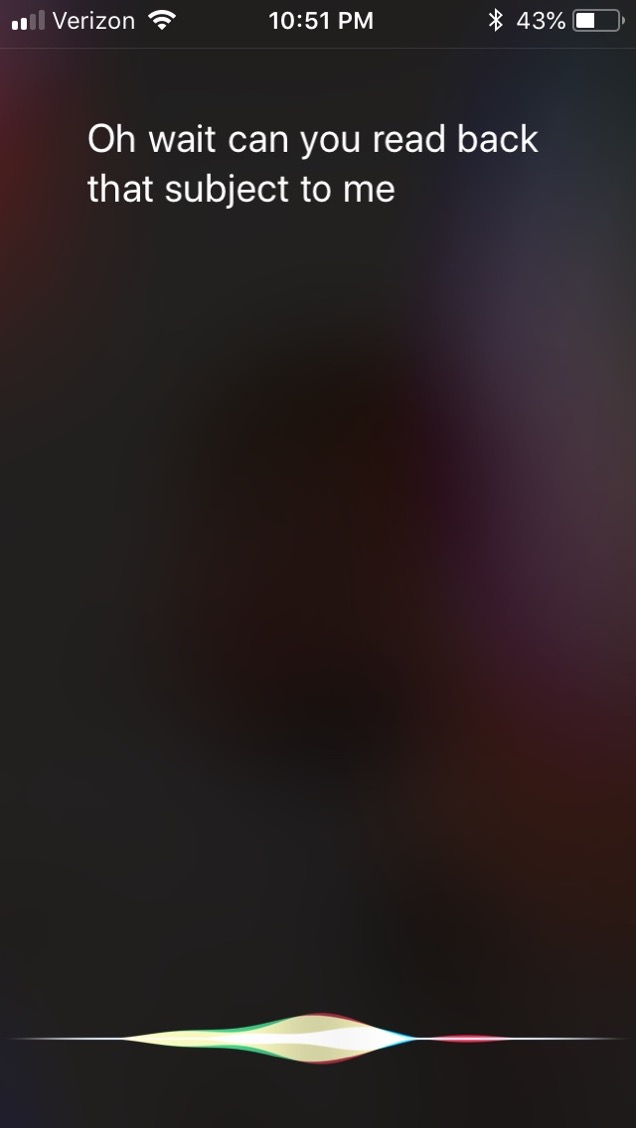 Verizon 10:51 PM 43%
Oh wait can you read back
that subject to me